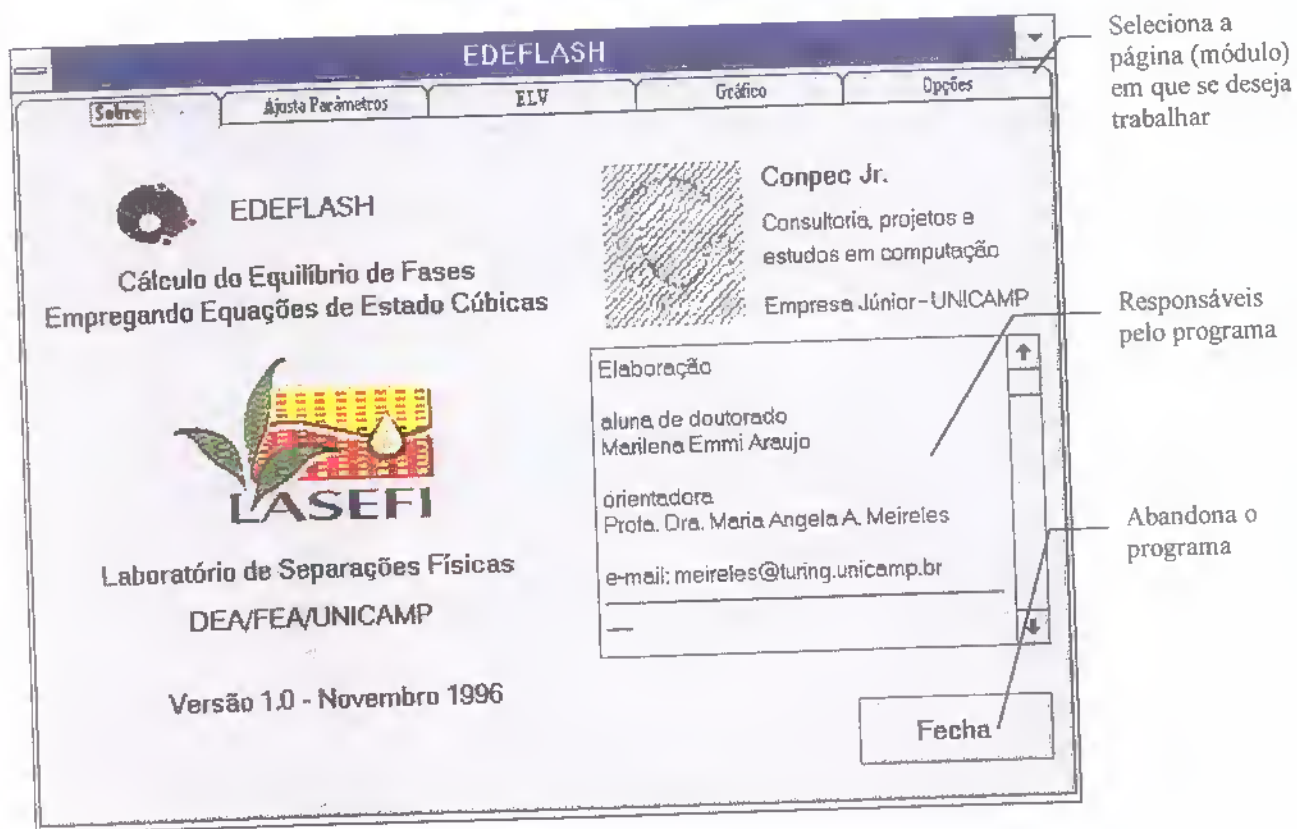 EDEFLASH
Sobre
Ajusta Parâmetros
ELV
Gráfico
Opções
EDEFLASH
Cálculo do Equilíbrio de Fases
Empregando Equações de Estado Cúbicas
LASEFI
Laboratório de Separações Físicas
DEA/FEA/UNICAMP
Versão 1.0 - Novembro 1996
Conpec Jr.
Consultoria, projetos e
estudos em computação
Empresa Júnior-UNICAMP
Elaboração
aluna de doutorado
Marilena Emmi Araujo
orientadora
Profa. Dra. Maria Angela A. Meireles
e-mail: meireles@turing.unicamp.br
Fecha
Seleciona a
página (módulo)
em que se deseja
trabalhar
Responsáveis
pelo programa
Abandona o
programa